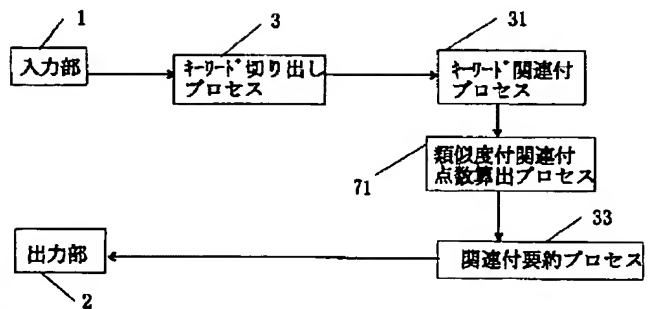 1
3
31
入力部
ｷｰﾜｰﾄﾞ切り出し
プロセス
ｷｰﾜｰﾄﾞ関連付
プロセス
類似度付関連付
点数算出プロセス
71
33
出力部
関連付要約プロセス
2